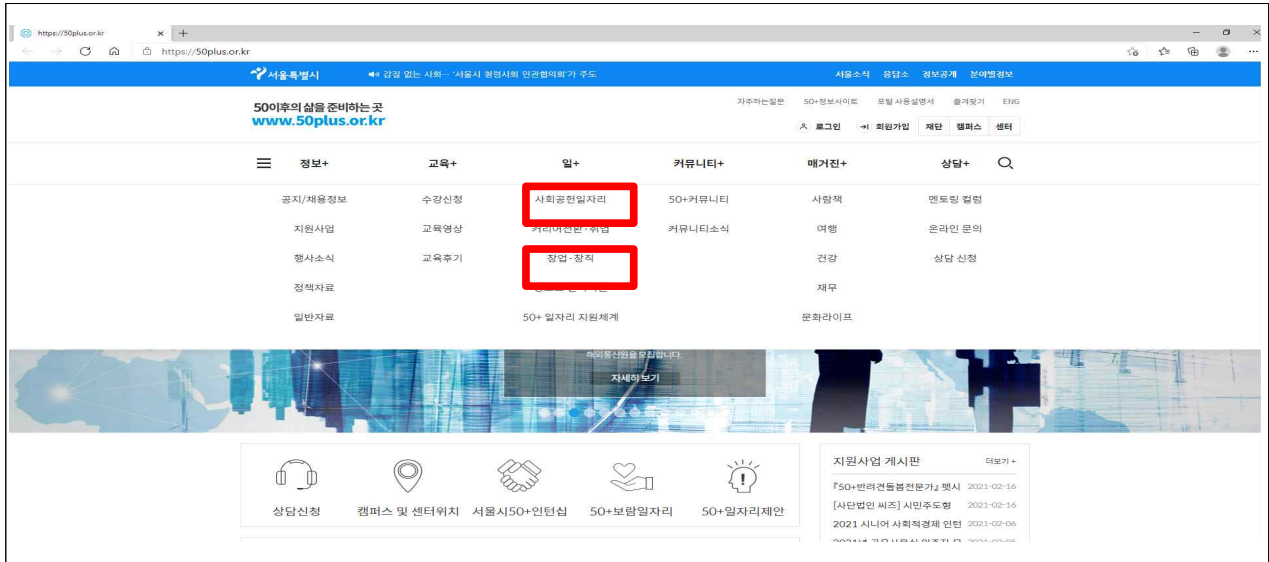 https://50plus.or.kr
https://50plus.or.kr
서울특별시 갑질 없는 사회… '서울시 청렴사회 민관협의회'가 주도 서울소식 응답소 정보공개 분야별정보
자주하는질문 50+정보사이트 포털 사용설명서 즐겨찾기 ENG
50이후의 삶을 준비하는 곳
www.50plus.or.kr
로그인 회원가입 재단 캠퍼스 센터
정보+ 교육+ 일+ 커뮤니티+ 매거진+ 상담+
공지/채용정보 수강신청 사회공헌일자리 50+커뮤니티 사람책 멘토링 컬럼
지원사업 교육영상 커리어전환·취업 커뮤니티소식 여행 온라인 문의
행사소식 교육후기 창업·창직 건강 상담 신청
정책자료 재무
일반자료 50+ 일자리 지원체계 문화라이프
해외통신원을 모집합니다.
자세히 보기
상담신청 캠퍼스 및 센터위치 서울시50+인턴십 50+보람일자리 50+일자리제안
지원사업 게시판 더보기 +
『50+반려견돌봄전문가』 펫시 2021-02-16
[사단법인 씨즈] 시민주도형 2021-02-16
2021 시니어 사회적경제 인턴 2021-02-06